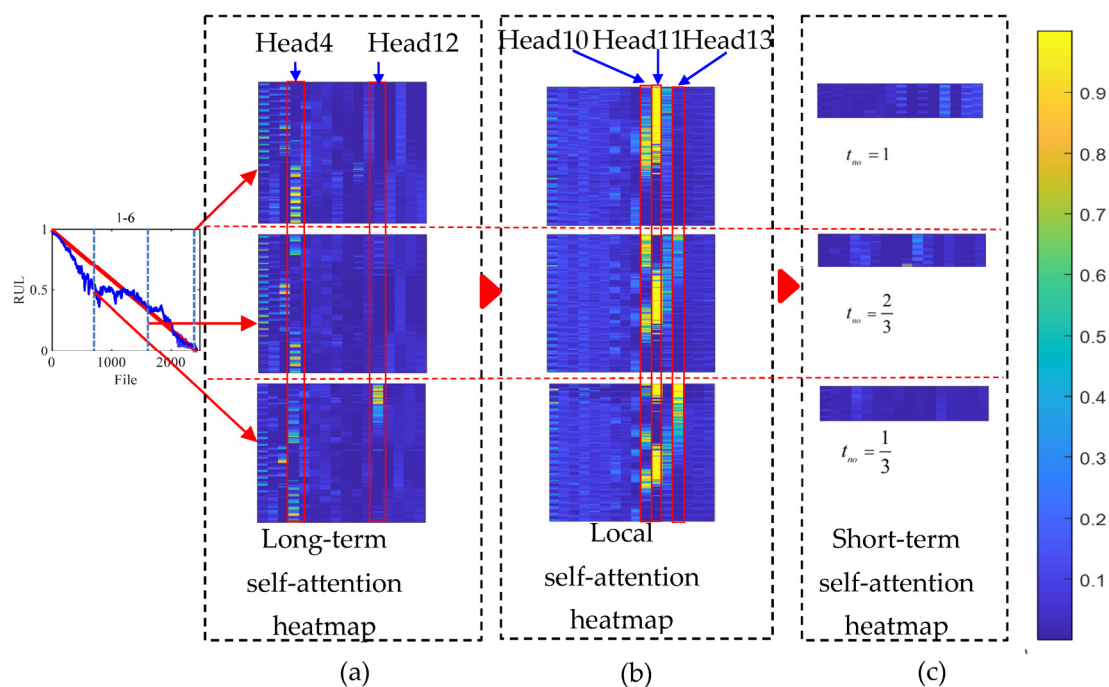 Head4
Head12
Head10
Head11
Head13
1-6
1
0.5
0
RUL
0
1000
2000
File
t_no = 1
t_no = 2/3
t_no = 1/3
Long-term
self-attention
heatmap
Local
self-attention
heatmap
Short-term
self-attention
heatmap
0.9
0.8
0.7
0.6
0.5
0.4
0.3
0.2
0.1
(a)
(b)
(c)